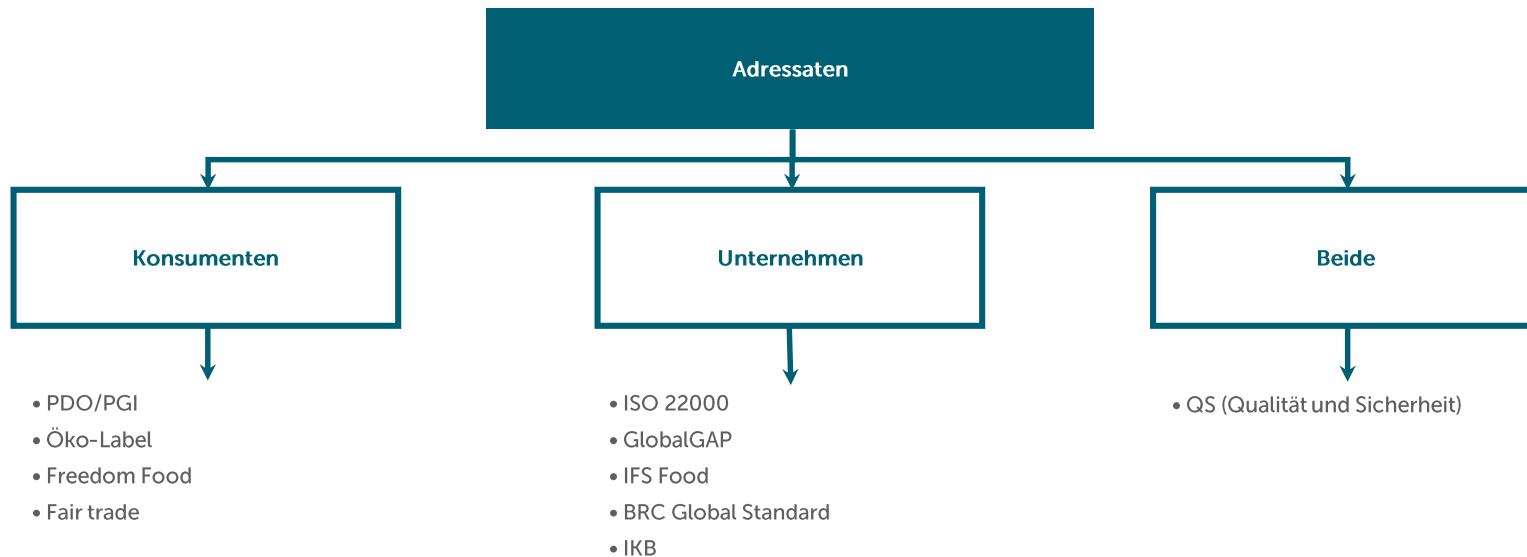 Adressaten
Konsumenten
Unternehmen
Beide
• PDO/PGI
• Öko-Label
• Freedom Food
• Fair trade
• ISO 22000
• GlobalGAP
• IFS Food
• BRC Global Standard
• IKB
• QS (Qualität und Sicherheit)